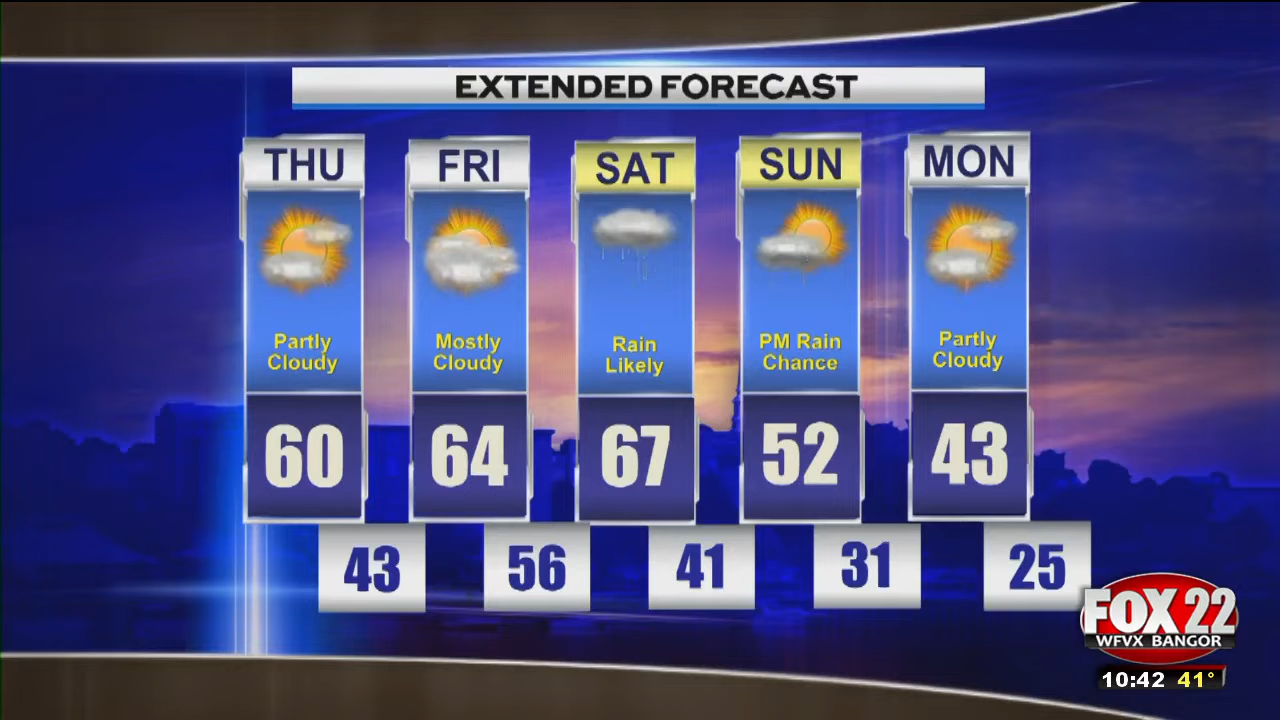 EXTENDED FORECAST
THU FRI SAT SUN MON
Partly Cloudy
Mostly Cloudy
Rain Likely
PM Rain Chance
Partly Cloudy
60 64 67 52 43
43 56 41 31 25
FOX 22
WFVX BANGOR
10:42 41°